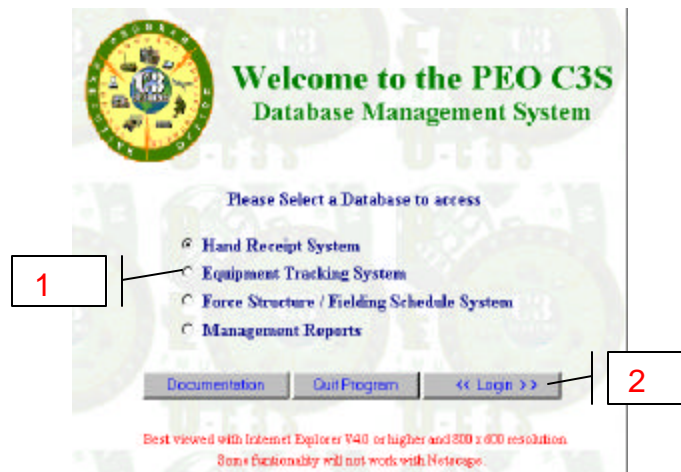 Welcome to the PEO C3S
Database Management System
Please Select a Database to access
Hand Receipt System
1
Equipment Tracking System
Force Structure / Fielding Schedule System
Management Reports
Documentation
Quit Program
<< Login >>
2
Best viewed with Internet Explorer V4.0 or higher and 800 x 600 resolution.
Some funtionality will not work with Netscape.